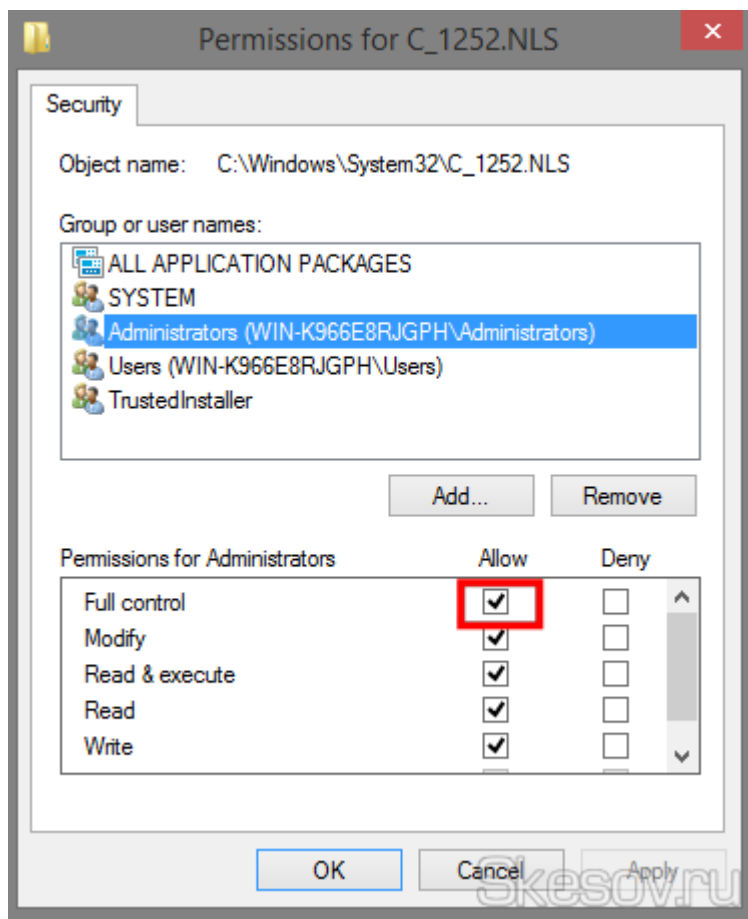 Permissions for C_1252.NLS
Security
Object name: C:\Windows\System32\C_1252.NLS
Group or user names:
ALL APPLICATION PACKAGES
SYSTEM
Administrators (WIN-K966E8RJGPH\Administrators)
Users (WIN-K966E8RJGPH\Users)
TrustedInstaller
Add... Remove
Permissions for Administrators Allow Deny
Full control
Modify
Read & execute
Read
Write
OK Cancel Apply
Skesov.ru